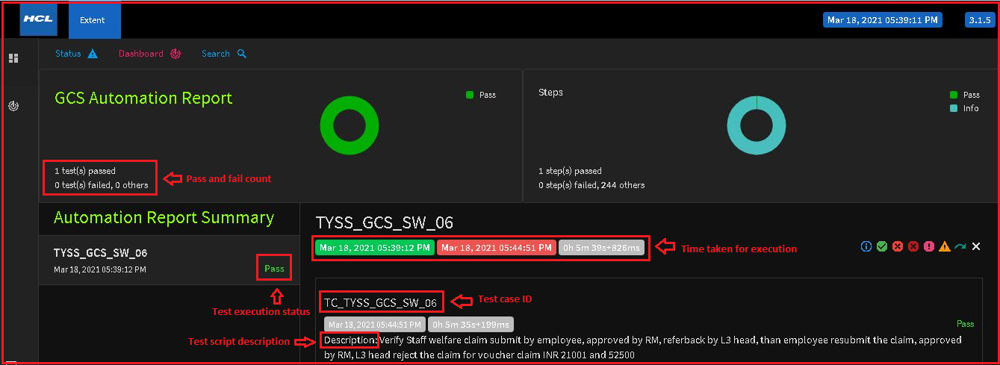 HCL
Extent
Mar 18, 2021 05:39:11 PM
3.1.5
Status
Dashboard
Search
GCS Automation Report
Pass
1 test(s) passed
0 test(s) failed, 0 others
Pass and fail count
Steps
Pass
Info
1 step(s) passed
0 step(s) failed, 244 others
Automation Report Summary
TYSS_GCS_SW_06
Mar 18, 2021 05:39:12 PM
Pass
Test execution status
TYSS_GCS_SW_06
Mar 18, 2021 05:39:12 PM
Mar 18, 2021 05:44:51 PM
0h 5m 39s+826ms
Time taken for execution
TC_TYSS_GCS_SW_06
Test case ID
Mar 18, 2021 05:44:51 PM
0h 5m 35s+199ms
Pass
Test script description
Description: Verify Staff welfare claim submit by employee, approved by RM, referback by L3 head, than employee resubmit the claim, approved
by RM, L3 head reject the claim for voucher claim INR 21001 and 52500